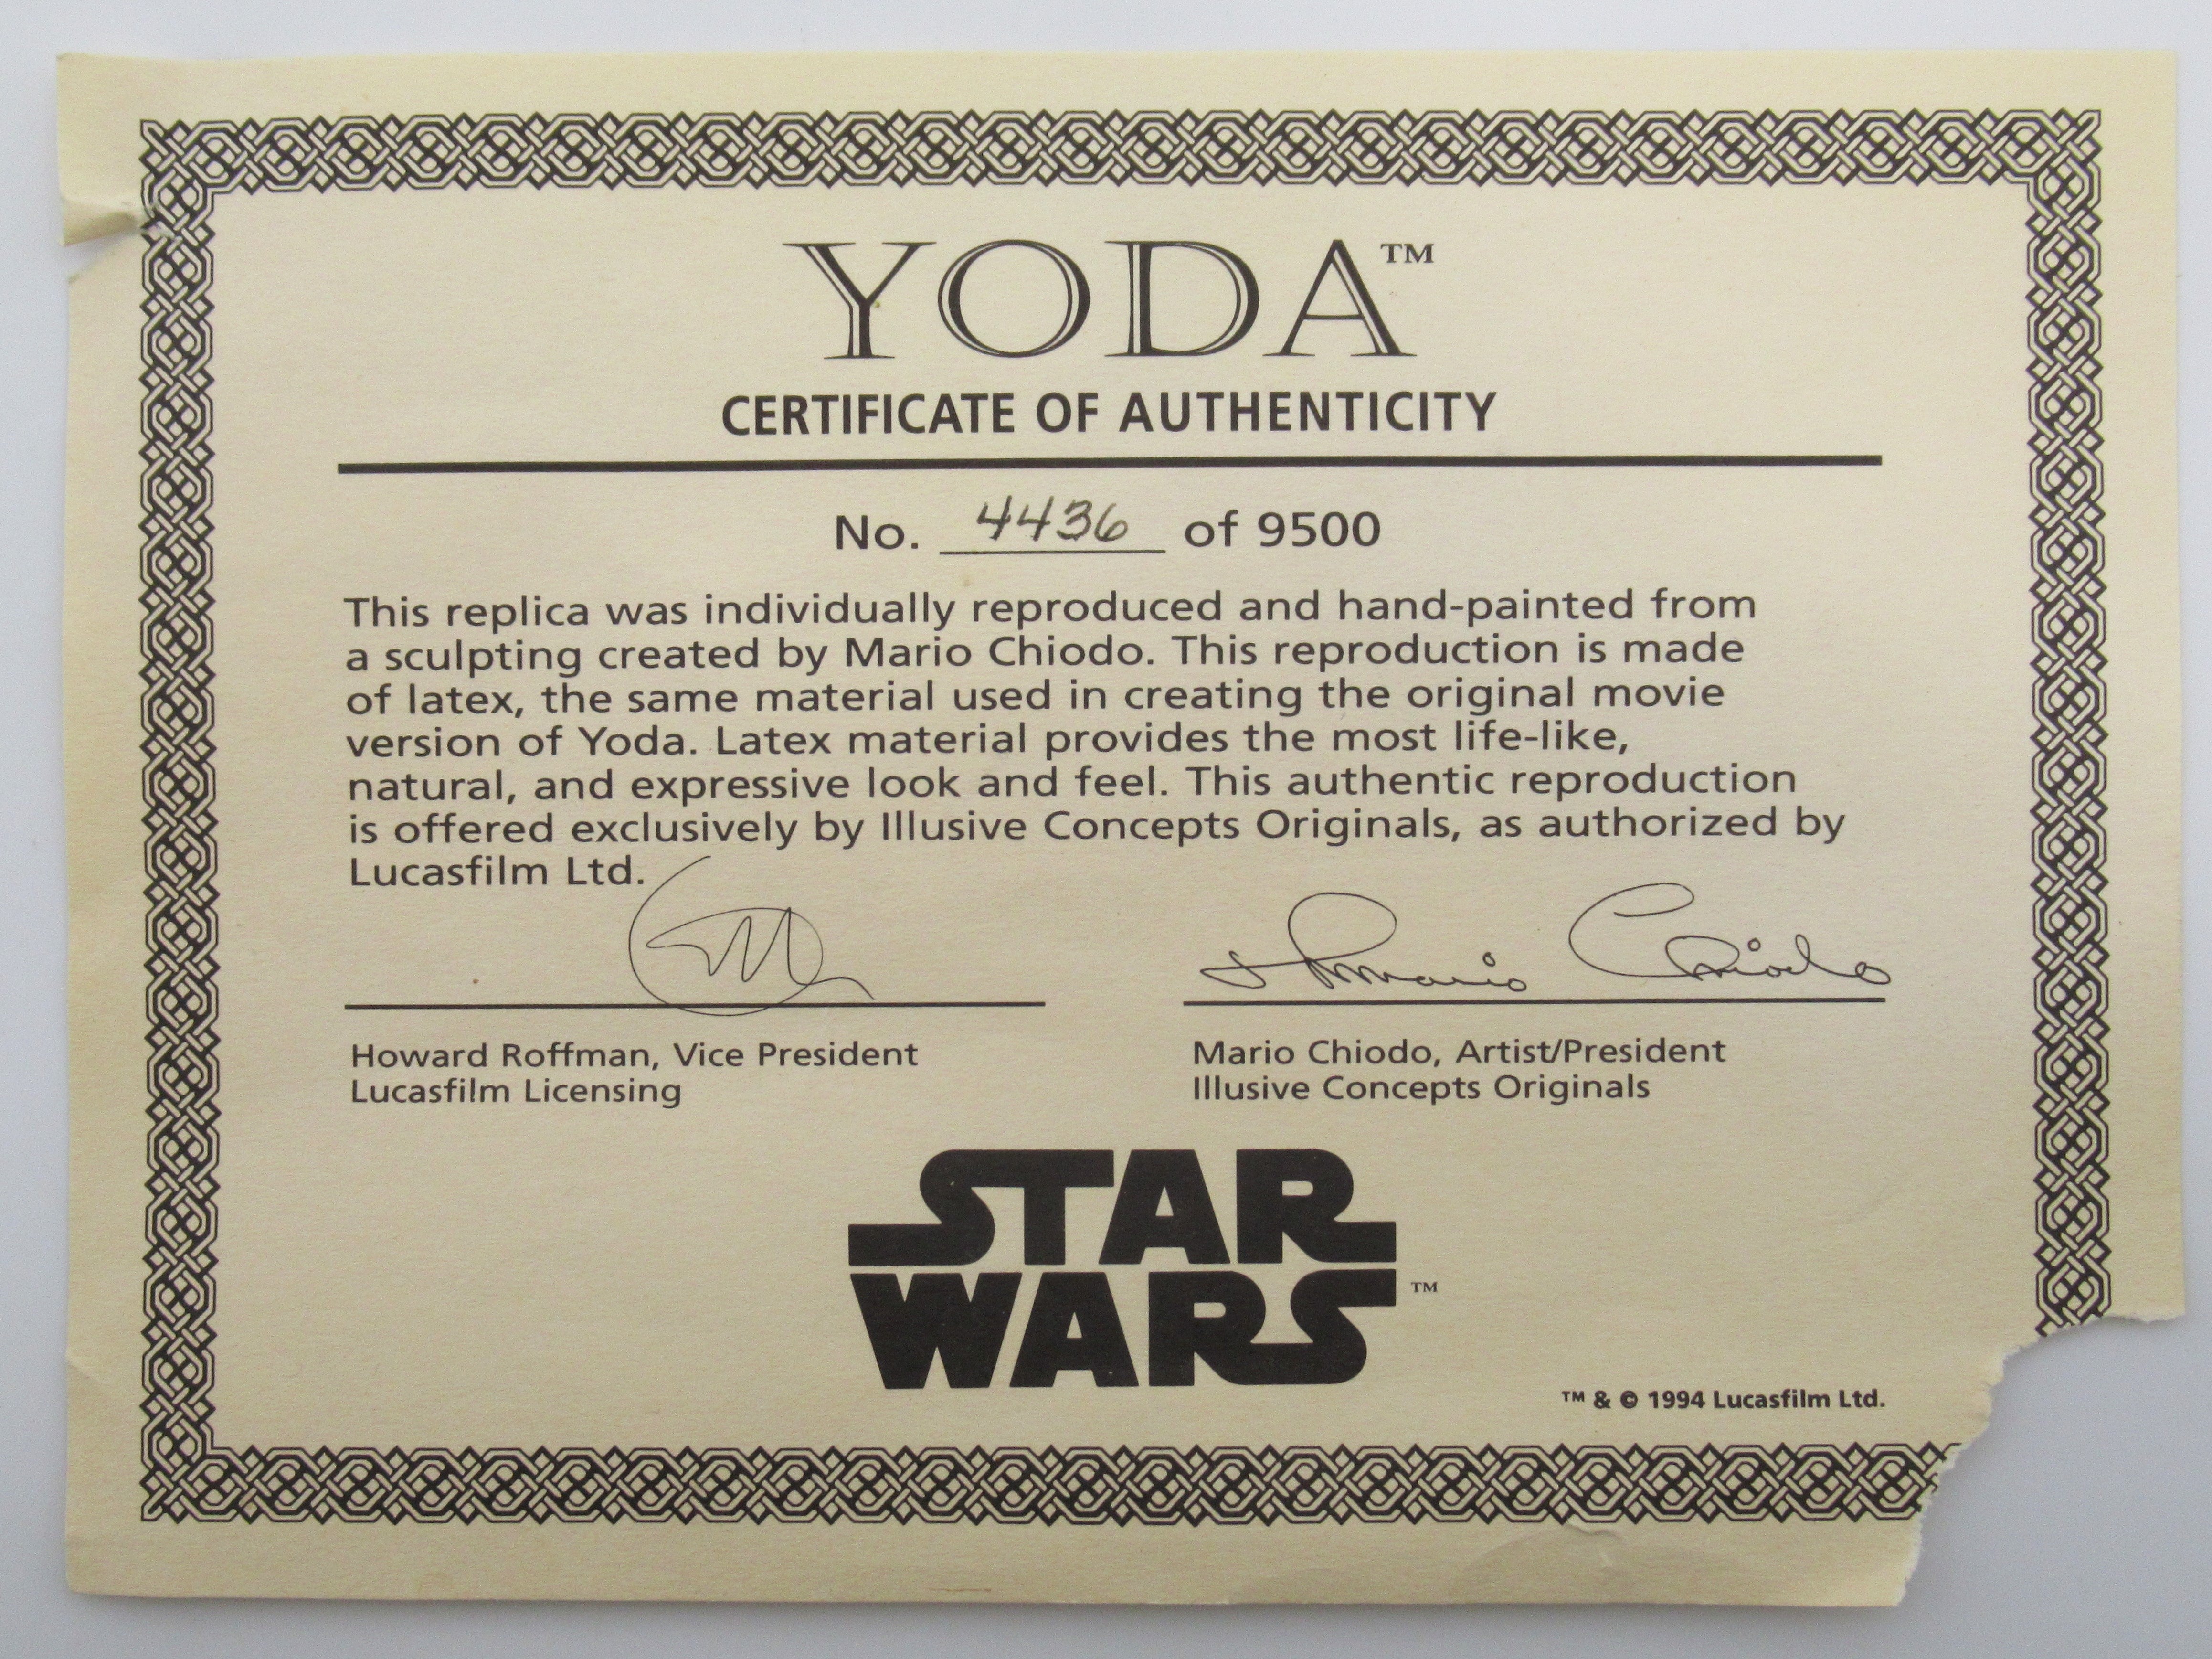 YODA™
CERTIFICATE OF AUTHENTICITY
No. 4436 of 9500
This replica was individually reproduced and hand-painted from
a sculpting created by Mario Chiodo. This reproduction is made
of latex, the same material used in creating the original movie
version of Yoda. Latex material provides the most life-like,
natural, and expressive look and feel. This authentic reproduction
is offered exclusively by Illusive Concepts Originals, as authorized by
Lucasfilm Ltd.
Mario Chiodo
Howard Roffman, Vice President
Lucasfilm Licensing
Mario Chiodo, Artist/President
Illusive Concepts Originals
STAR
WARS™
™ & © 1994 Lucasfilm Ltd.